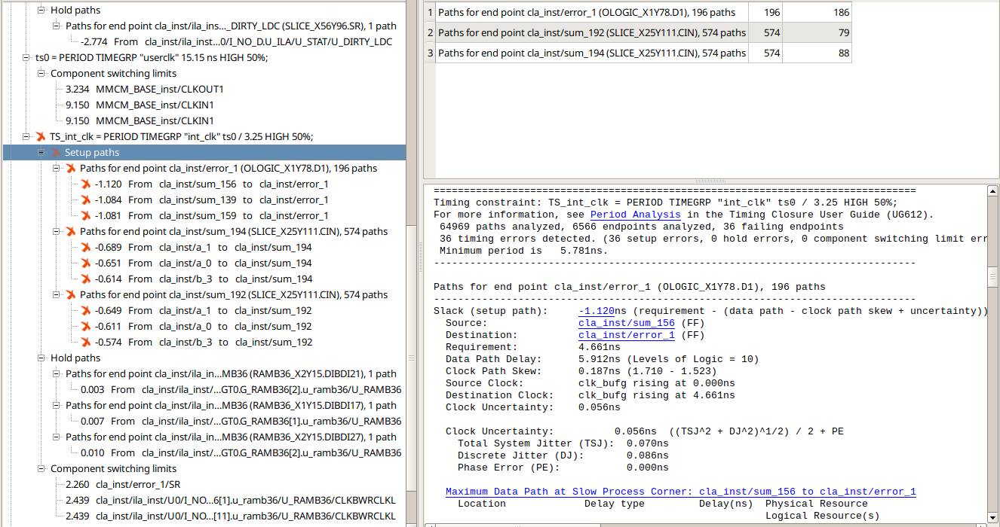 Hold paths
Paths for end point cla_inst/ila_ins..._DIRTY_LDC (SLICE_X56Y96.SR), 1 path
-2.774 From cla_inst/ila_inst...0/I_NO_D.U_ILA/U_STAT/U_DIRTY_LDC
ts0 = PERIOD TIMEGRP "userclk" 15.15 ns HIGH 50%;
Component switching limits
3.234 MMCM_BASE_inst/CLKOUT1
9.150 MMCM_BASE_inst/CLKIN1
9.150 MMCM_BASE_inst/CLKIN1
TS_int_clk = PERIOD TIMEGRP "int_clk" ts0 / 3.25 HIGH 50%;
Setup paths
Paths for end point cla_inst/error_1 (OLOGIC_X1Y78.D1), 196 paths
-1.120 From cla_inst/sum_156 to cla_inst/error_1
-1.084 From cla_inst/sum_139 to cla_inst/error_1
-1.081 From cla_inst/sum_159 to cla_inst/error_1
Paths for end point cla_inst/sum_194 (SLICE_X25Y111.CIN), 574 paths
-0.689 From cla_inst/a_1 to cla_inst/sum_194
-0.651 From cla_inst/a_0 to cla_inst/sum_194
-0.614 From cla_inst/b_3 to cla_inst/sum_194
Paths for end point cla_inst/sum_192 (SLICE_X25Y111.CIN), 574 paths
-0.649 From cla_inst/a_1 to cla_inst/sum_192
-0.611 From cla_inst/a_0 to cla_inst/sum_192
-0.574 From cla_inst/b_3 to cla_inst/sum_192
Hold paths
Paths for end point cla_inst/ila_in...MB36 (RAMB36_X2Y15.DIBDI21), 1 path
0.003 From cla_inst/ila_inst/...GT0.G_RAMB36[2].u_ramb36/U_RAMB36
Paths for end point cla_inst/ila_in...MB36 (RAMB36_X1Y15.DIBDI17), 1 path
0.007 From cla_inst/ila_inst/...GT0.G_RAMB36[1].u_ramb36/U_RAMB36
Paths for end point cla_inst/ila_in...MB36 (RAMB36_X2Y15.DIBDI27), 1 path
0.010 From cla_inst/ila_inst/...GT0.G_RAMB36[2].u_ramb36/U_RAMB36
Component switching limits
2.260 cla_inst/error_1/SR
2.439 cla_inst/ila_inst/U0/I_NO...6[1].u_ramb36/U_RAMB36/CLKBWRCLKL
2.439 cla_inst/ila_inst/U0/I_NO...[11].u_ramb36/U_RAMB36/CLKBWRCLKL
1 Paths for end point cla_inst/error_1 (OLOGIC_X1Y78.D1), 196 paths 196 186
2 Paths for end point cla_inst/sum_192 (SLICE_X25Y111.CIN), 574 paths 574 79
3 Paths for end point cla_inst/sum_194 (SLICE_X25Y111.CIN), 574 paths 574 88
================================================================================
Timing constraint: TS_int_clk = PERIOD TIMEGRP "int_clk" ts0 / 3.25 HIGH 50%;
For more information, see Period Analysis in the Timing Closure User Guide (UG612).
64969 paths analyzed, 6566 endpoints analyzed, 36 failing endpoints
36 timing errors detected. (36 setup errors, 0 hold errors, 0 component switching limit err
Minimum period is 5.781ns.
--------------------------------------------------------------------------------
Paths for end point cla_inst/error_1 (OLOGIC_X1Y78.D1), 196 paths
--------------------------------------------------------------------------------
Slack (setup path): -1.120ns (requirement - (data path - clock path skew + uncertainty))
Source: cla_inst/sum_156 (FF)
Destination: cla_inst/error_1 (FF)
Requirement: 4.661ns
Data Path Delay: 5.912ns (Levels of Logic = 10)
Clock Path Skew: 0.187ns (1.710 - 1.523)
Source Clock: clk_bufg rising at 0.000ns
Destination Clock: clk_bufg rising at 4.661ns
Clock Uncertainty: 0.056ns
Clock Uncertainty: 0.056ns ((TSJ^2 + DJ^2)^1/2) / 2 + PE
Total System Jitter (TSJ): 0.070ns
Discrete Jitter (DJ): 0.086ns
Phase Error (PE): 0.000ns
Maximum Data Path at Slow Process Corner: cla_inst/sum_156 to cla_inst/error_1
Location Delay type Delay(ns) Physical Resource
Logical Resource(s)